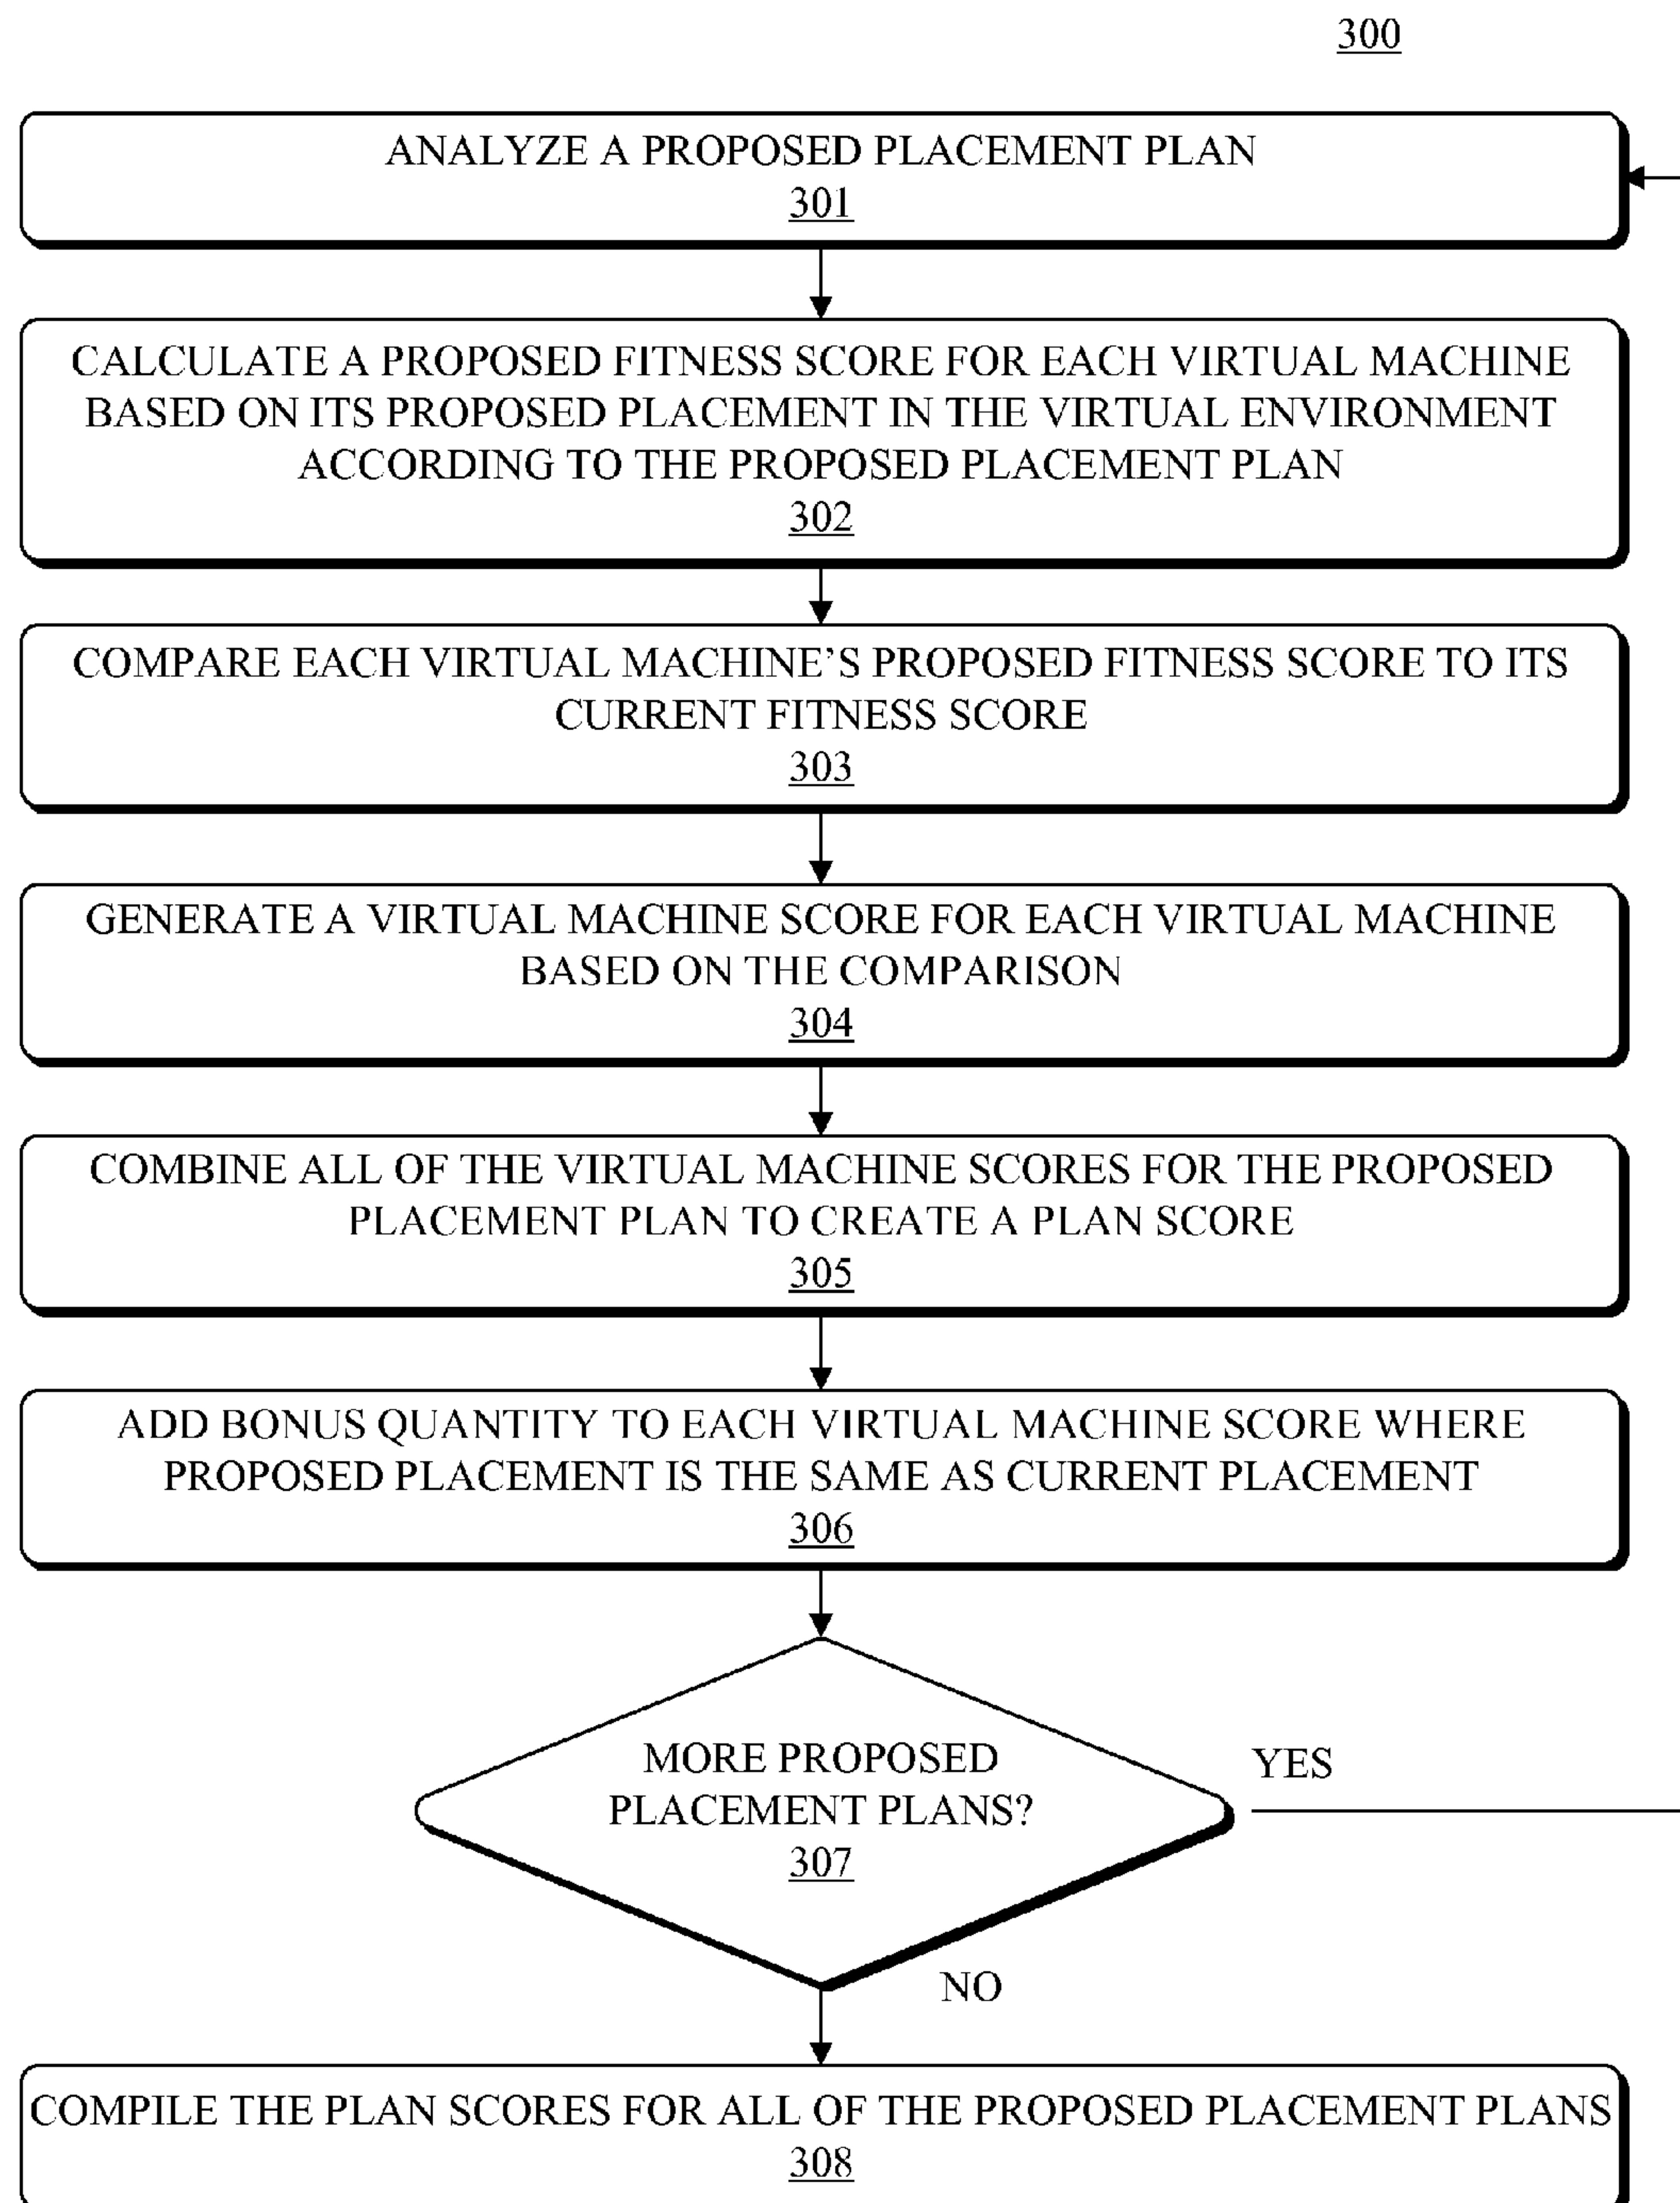 300
ANALYZE A PROPOSED PLACEMENT PLAN
301
CALCULATE A PROPOSED FITNESS SCORE FOR EACH VIRTUAL MACHINE
BASED ON ITS PROPOSED PLACEMENT IN THE VIRTUAL ENVIRONMENT
ACCORDING TO THE PROPOSED PLACEMENT PLAN
302
COMPARE EACH VIRTUAL MACHINE’S PROPOSED FITNESS SCORE TO ITS
CURRENT FITNESS SCORE
303
GENERATE A VIRTUAL MACHINE SCORE FOR EACH VIRTUAL MACHINE
BASED ON THE COMPARISON
304
COMBINE ALL OF THE VIRTUAL MACHINE SCORES FOR THE PROPOSED
PLACEMENT PLAN TO CREATE A PLAN SCORE
305
ADD BONUS QUANTITY TO EACH VIRTUAL MACHINE SCORE WHERE
PROPOSED PLACEMENT IS THE SAME AS CURRENT PLACEMENT
306
MORE PROPOSED
PLACEMENT PLANS?
307
YES
NO
COMPILE THE PLAN SCORES FOR ALL OF THE PROPOSED PLACEMENT PLANS
308